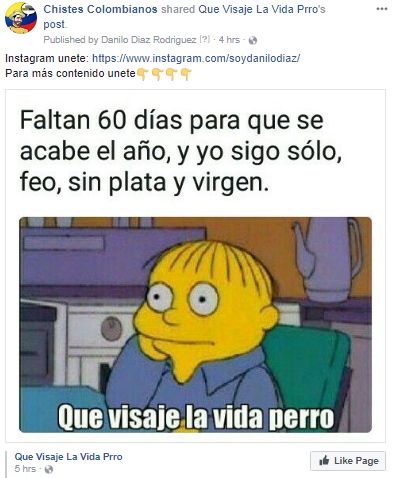 Chistes Colombianos shared Que Visaje La Vida Prro's
post.
Published by Danilo Diaz Rodriguez [?] · 4 hrs ·
Instagram unete: https://www.instagram.com/soydanilodiaz/
Para más contenido unete👇👇👇👇
Faltan 60 días para que se
acabe el año, y yo sigo sólo,
feo, sin plata y virgen.
Que visaje la vida perro
Que Visaje La Vida Prro
5 hrs ·
Like Page